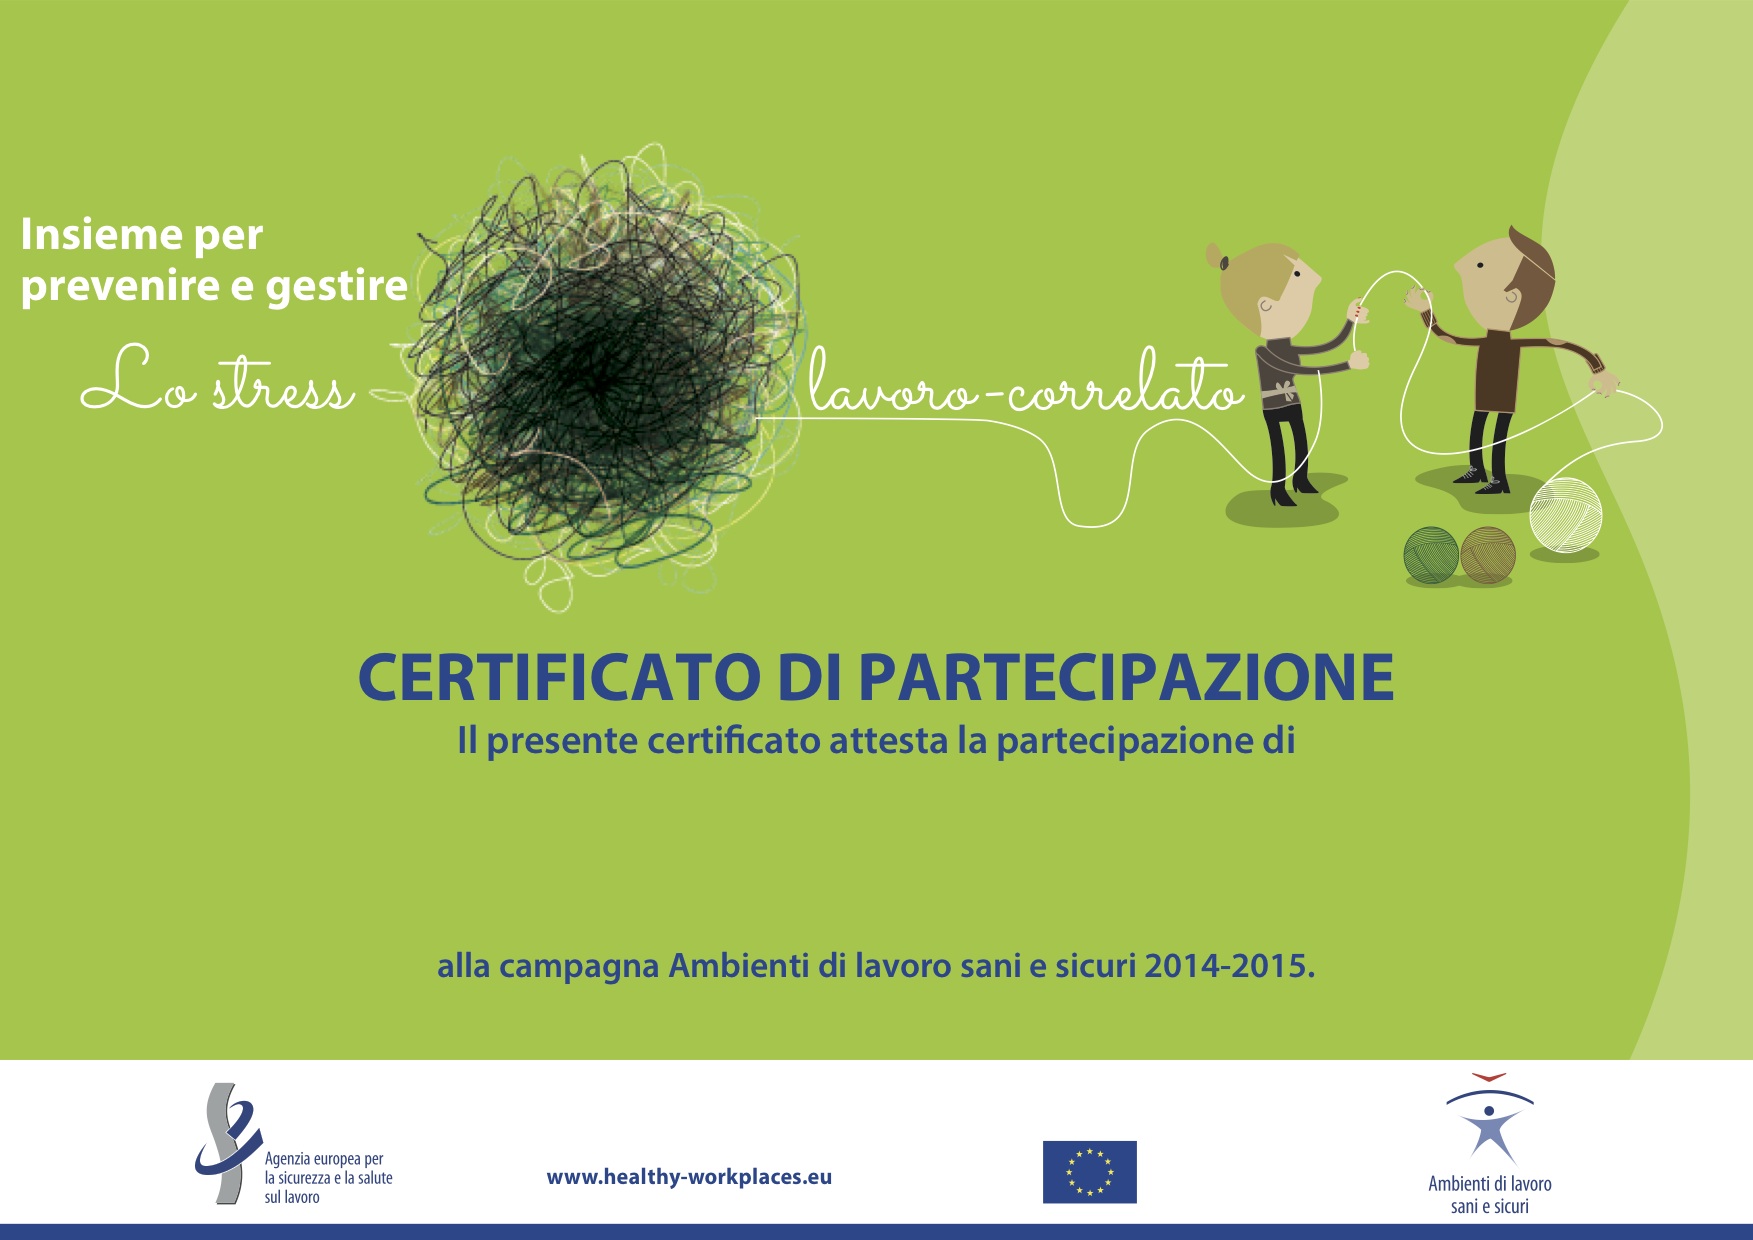 Insieme per
prevenire e gestire
Lo stress lavoro-correlato
CERTIFICATO DI PARTECIPAZIONE
Il presente certificato attesta la partecipazione di
alla campagna Ambienti di lavoro sani e sicuri 2014-2015.
Agenzia europea per
la sicurezza e la salute
sul lavoro
www.healthy-workplaces.eu
Ambienti di lavoro
sani e sicuri